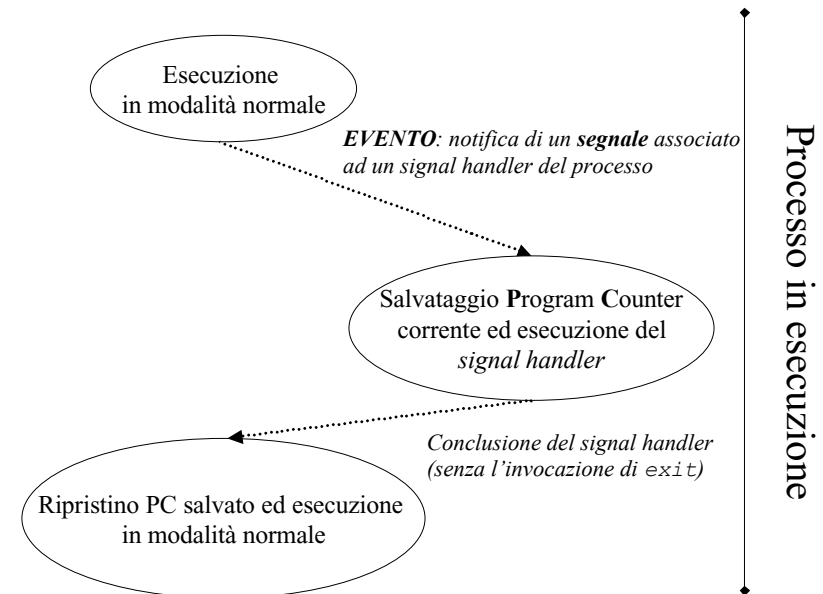 Esecuzione
in modalità normale
EVENTO: notifica di un segnale associato
ad un signal handler del processo
Salvataggio Program Counter
corrente ed esecuzione del
signal handler
Conclusione del signal handler
(senza l’invocazione di exit)
Ripristino PC salvato ed esecuzione
in modalità normale
Processo in esecuzione